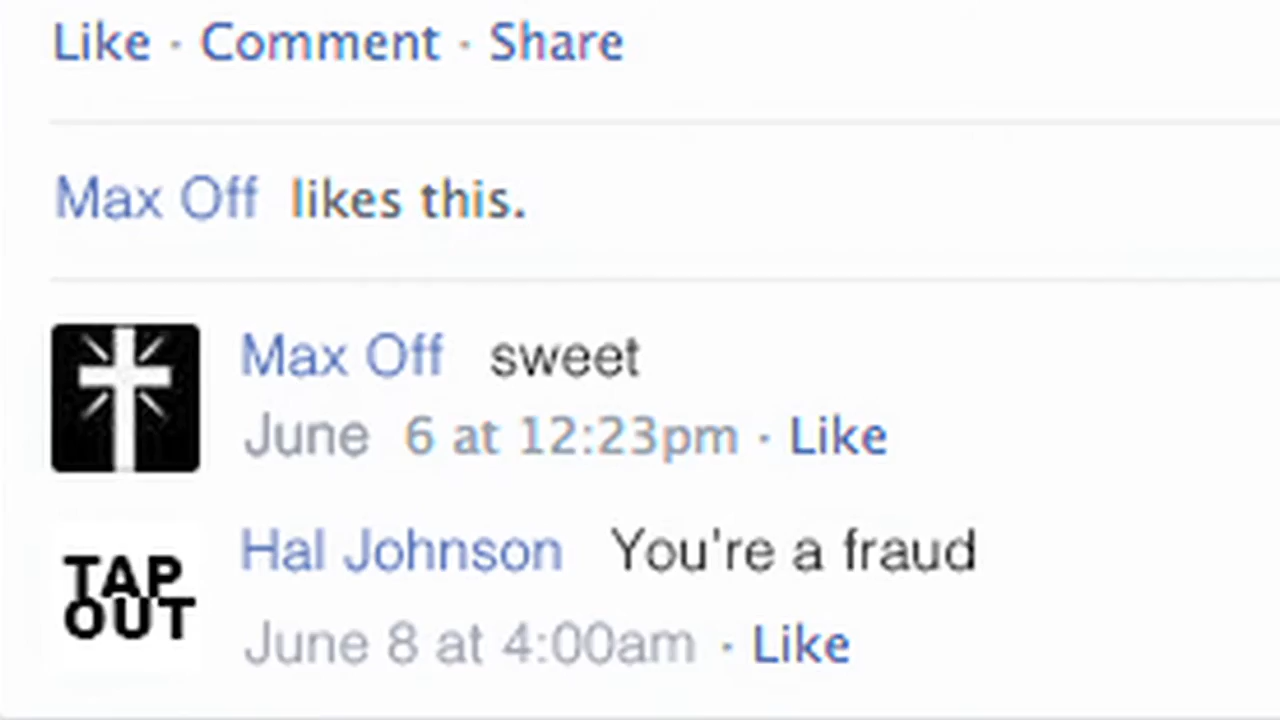 Like · Comment · Share
Max Off likes this.
Max Off sweet
June 6 at 12:23pm · Like
TAP
OUT
Hal Johnson You're a fraud
June 8 at 4:00am · Like